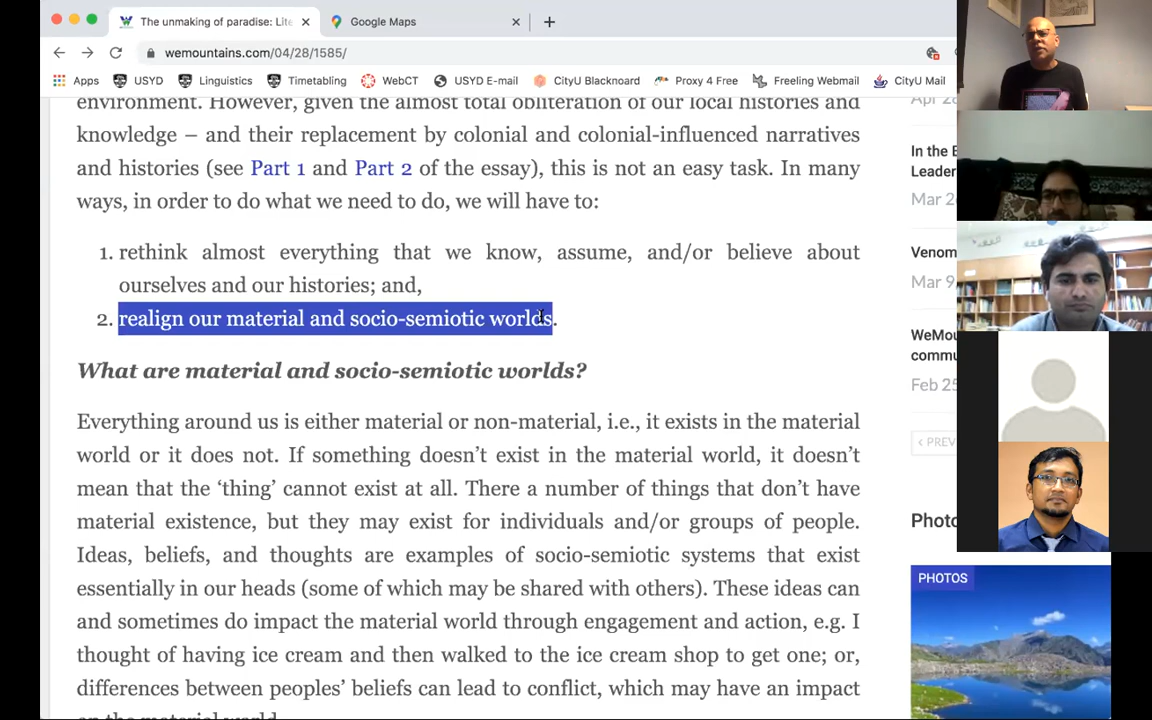 The unmaking of paradise: Lite
Google Maps
wemountains.com/04/28/1585/
Apps
USYD
Linguistics
Timetabling
WebCT
USYD E-mail
CityU Blacknoard
Proxy 4 Free
Freeling Webmail
CityU Mail
environment. However, given the almost total obliteration of our local histories and
knowledge – and their replacement by colonial and colonial-influenced narratives
and histories (see Part 1 and Part 2 of the essay), this is not an easy task. In many
ways, in order to do what we need to do, we will have to:
1. rethink almost everything that we know, assume, and/or believe about
ourselves and our histories; and,
2. realign our material and socio-semiotic worlds.
What are material and socio-semiotic worlds?
Everything around us is either material or non-material, i.e., it exists in the material
world or it does not. If something doesn't exist in the material world, it doesn't
mean that the 'thing' cannot exist at all. There a number of things that don't have
material existence, but they may exist for individuals and/or groups of people.
Ideas, beliefs, and thoughts are examples of socio-semiotic systems that exist
essentially in our heads (some of which may be shared with others). These ideas can
and sometimes do impact the material world through engagement and action, e.g. I
thought of having ice cream and then walked to the ice cream shop to get one; or,
differences between peoples' beliefs can lead to conflict, which may have an impact
on the material world.
Apr 28
In the E
Leader
Mar 2
Venom
Mar 9
WeMou
commu
Feb 25
PREV
Photo
PHOTOS